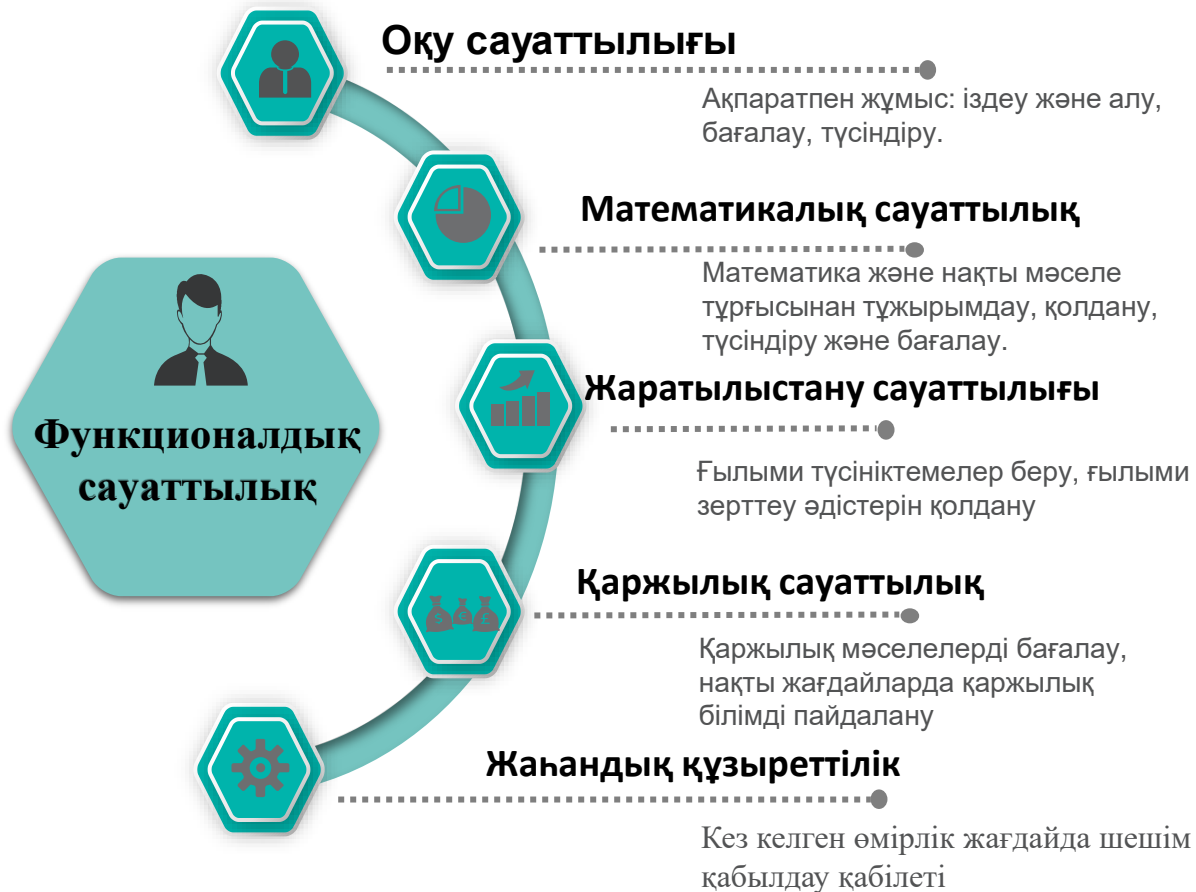 Оқу сауаттылығы
Ақпаратпен жұмыс: іздеу және алу,
бағалау, түсіндіру.
Математикалық сауаттылық
Математика және нақты мәселе
тұрғысынан тұжырымдау, қолдану,
түсіндіру және бағалау.
Жаратылыстану сауаттылығы
Функционалдық
сауаттылық
Ғылыми түсініктемелер беру, ғылыми
зерттеу әдістерін қолдану
Қаржылық сауаттылық
$ € £
Қаржылық мәселелерді бағалау,
нақты жағдайларда қаржылық
білімді пайдалану
Жаһандық құзыреттілік
Кез келген өмірлік жағдайда шешім
қабылдау қабілеті